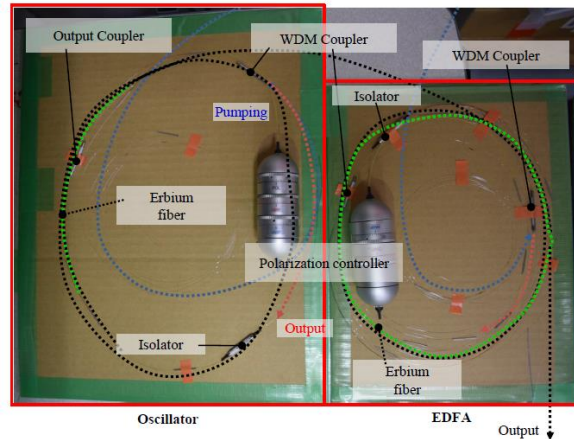 Output Coupler
WDM Coupler
WDM Coupler
Isolator
Pumping
Erbium
fiber
Polarization controller
Output
Isolator
Erbium
fiber
Oscillator
EDFA
Output